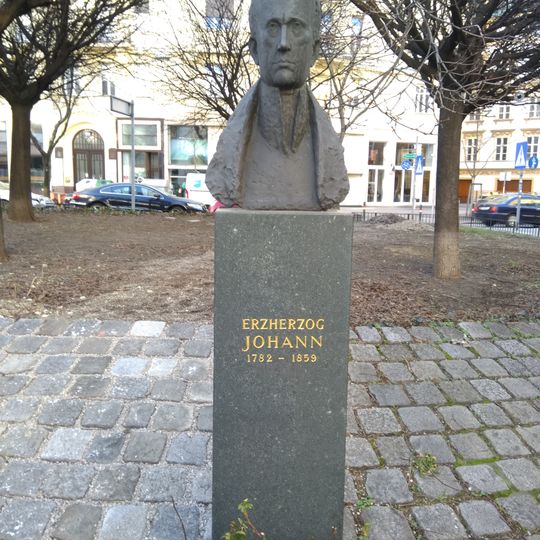 ERZHERZOG
JOHANN
1782 - 1859